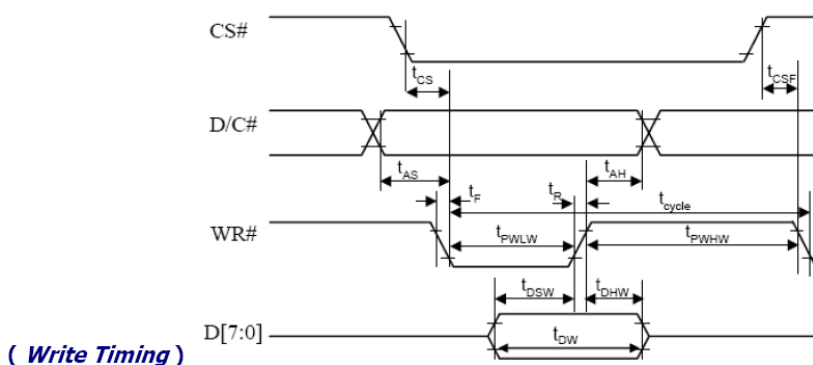 CS#
tCS
tCSF
D/C#
tAS
tAH
tF
tR
tcycle
WR#
tPWLW
tPWHW
tDSW
tDHW
D[7:0]
tDW
( Write Timing )